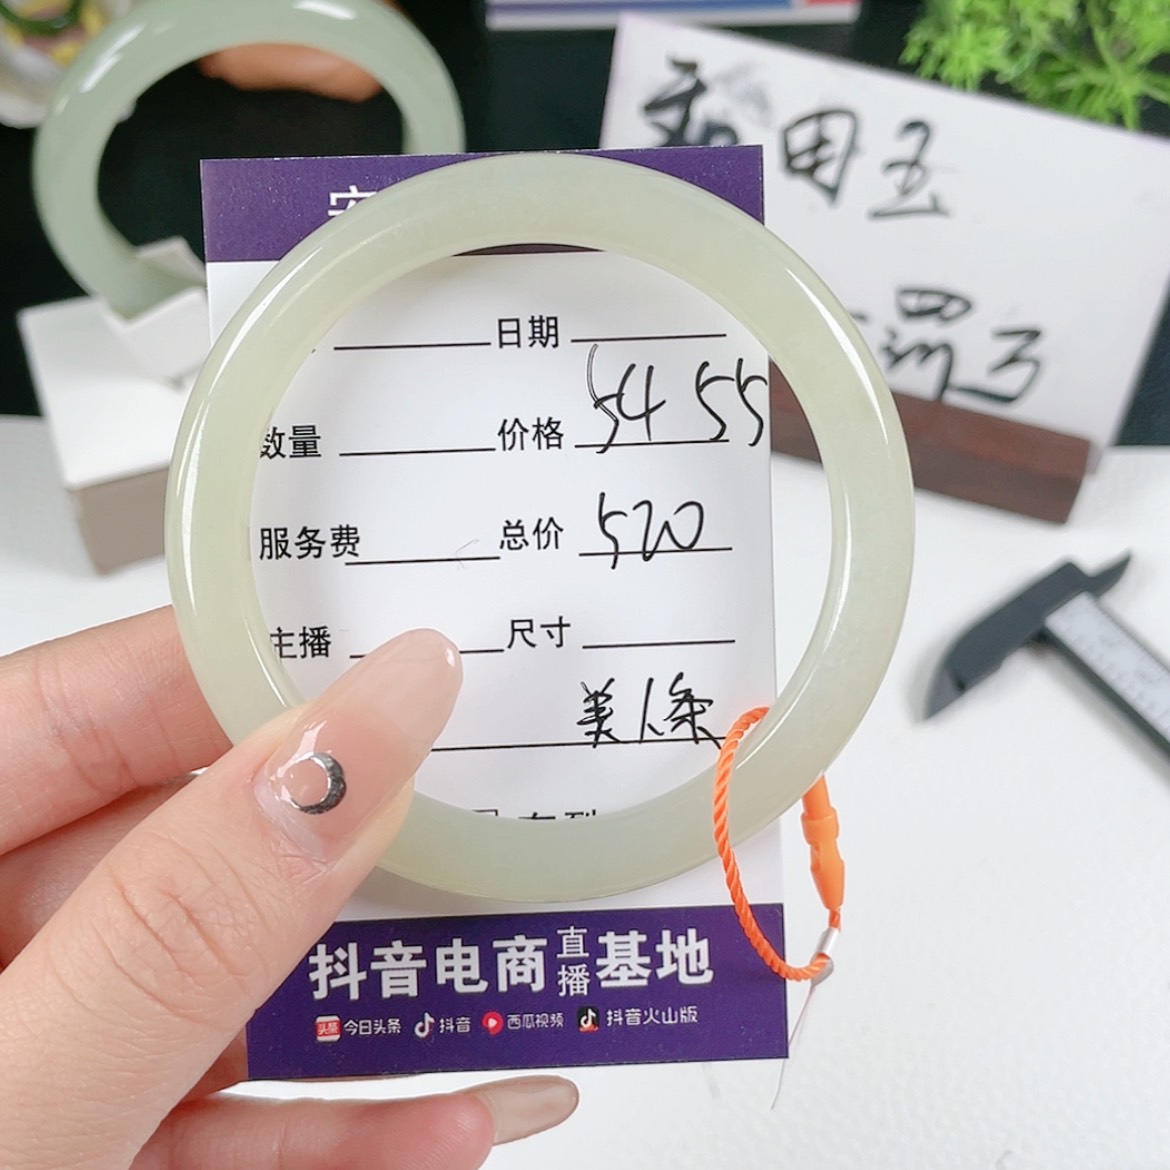 和田玉
日期
数量 价格 54 55
服务费 总价 520
主播 尺寸
美人条
抖音电商直播基地
今日头条 抖音 西瓜视频 抖音火山版